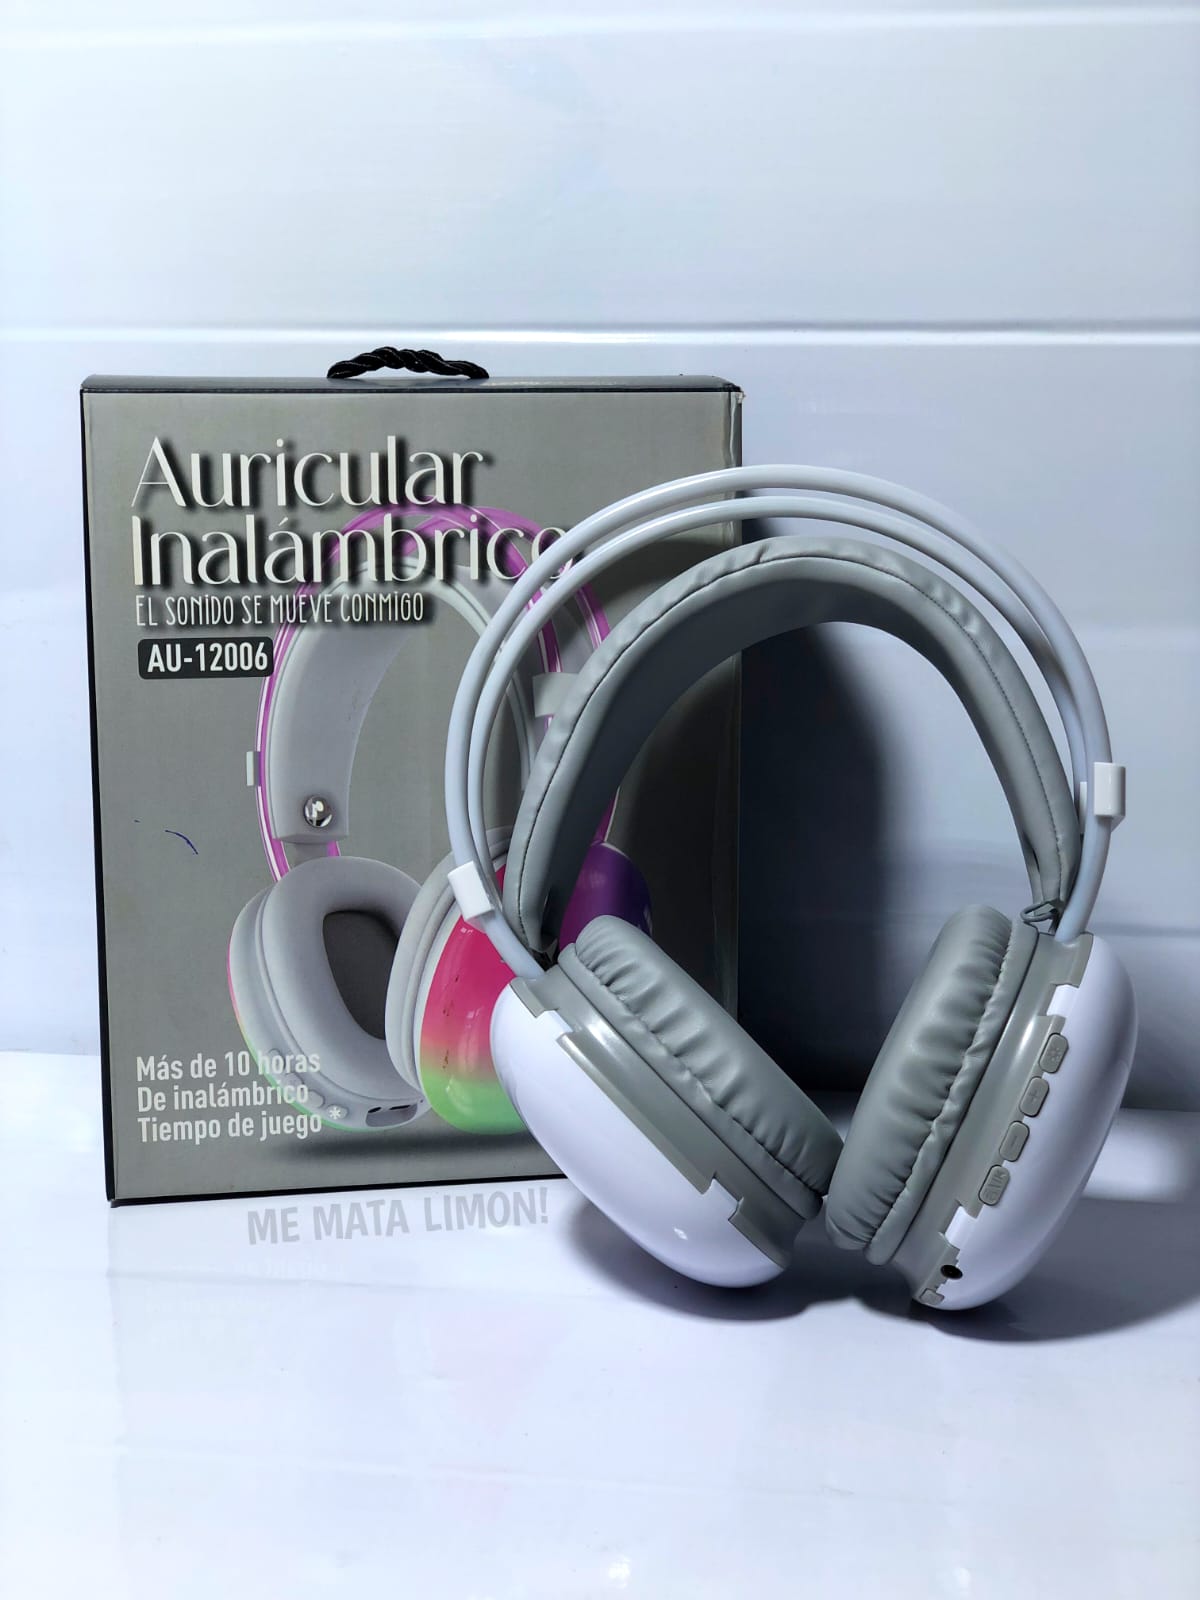 Auricular
Inalámbrico
EL SONIDO SE MUEVE CONMIGO
AU-12006
Más de 10 horas
De inalámbrico
Tiempo de juego *
ME MATA LIMON!